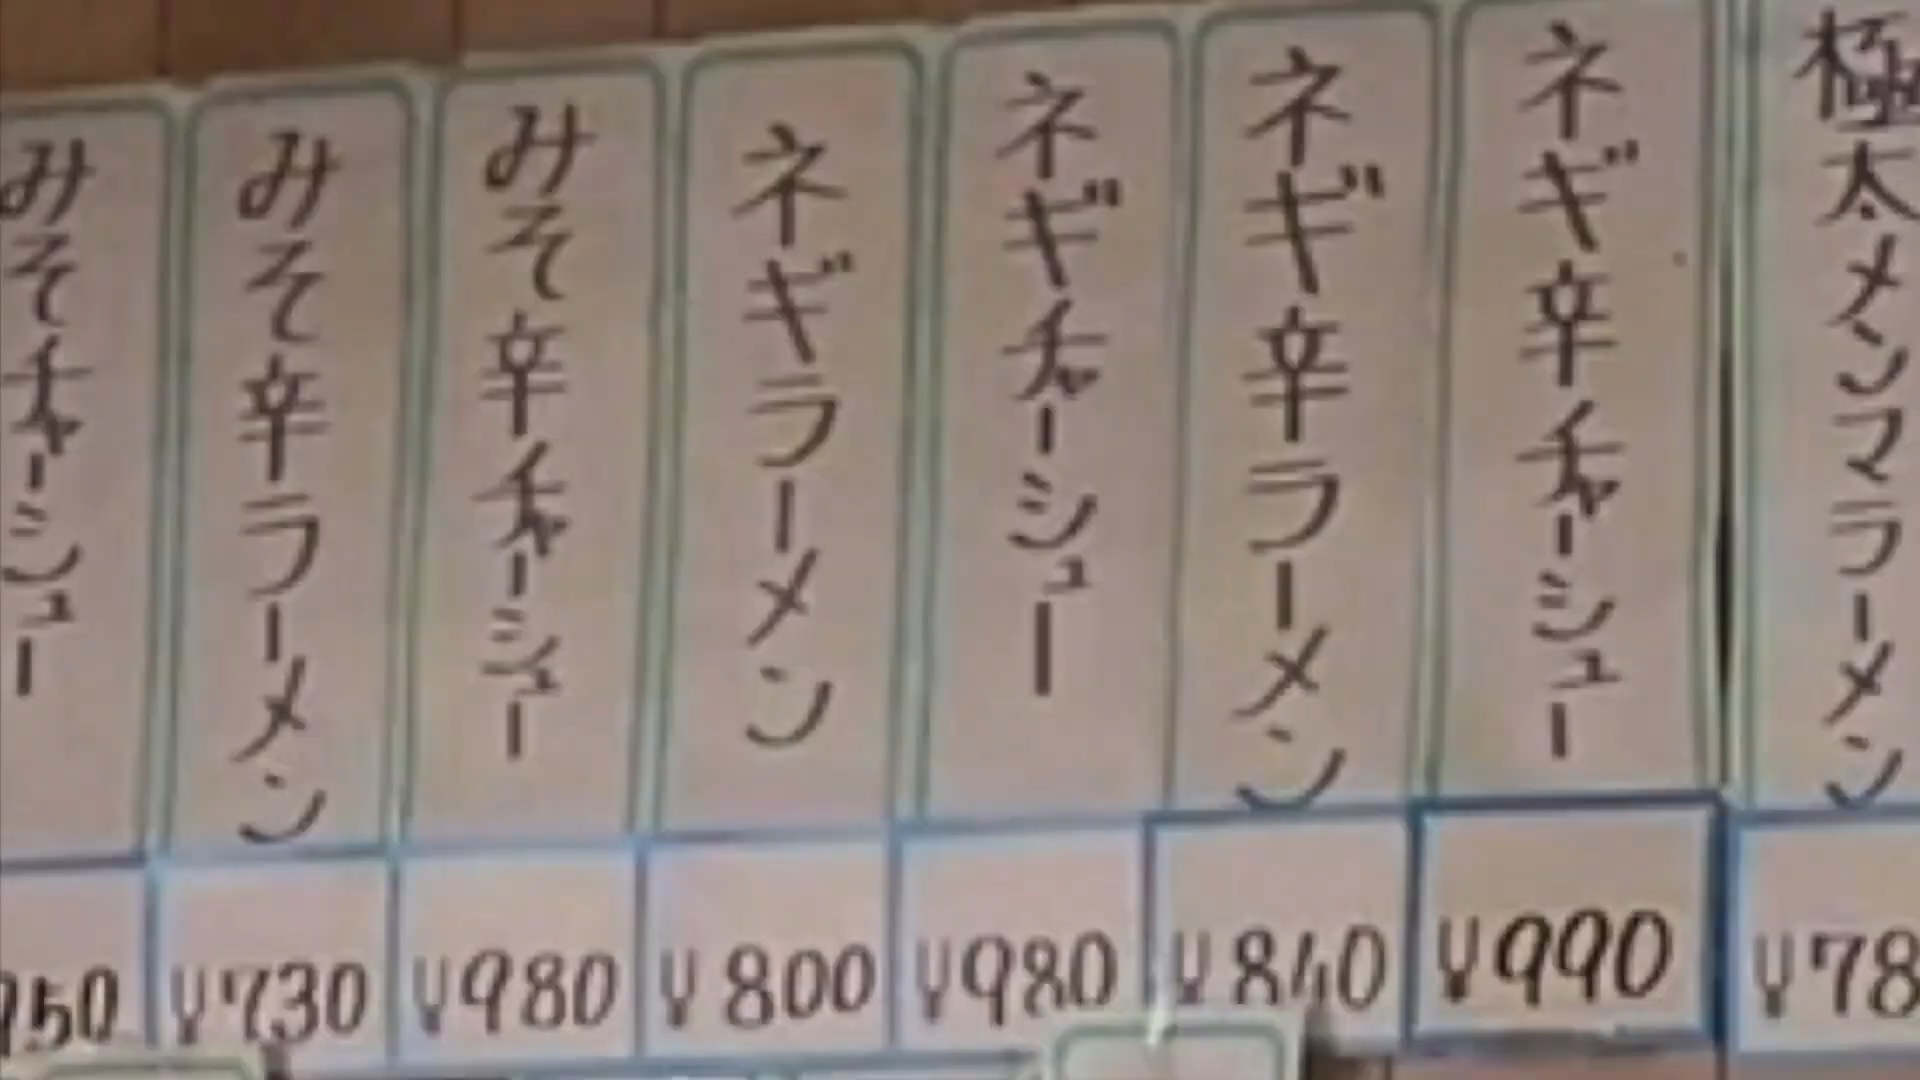 極太メンマラーメン
¥78
ネギ辛チャーシュー
¥990
ネギ辛ラーメン
¥840
ネギチャーシュー
¥980
ネギラーメン
¥800
みそ辛チャーシュー
¥980
みそ辛ラーメン
¥730
みそチャーシュー
950